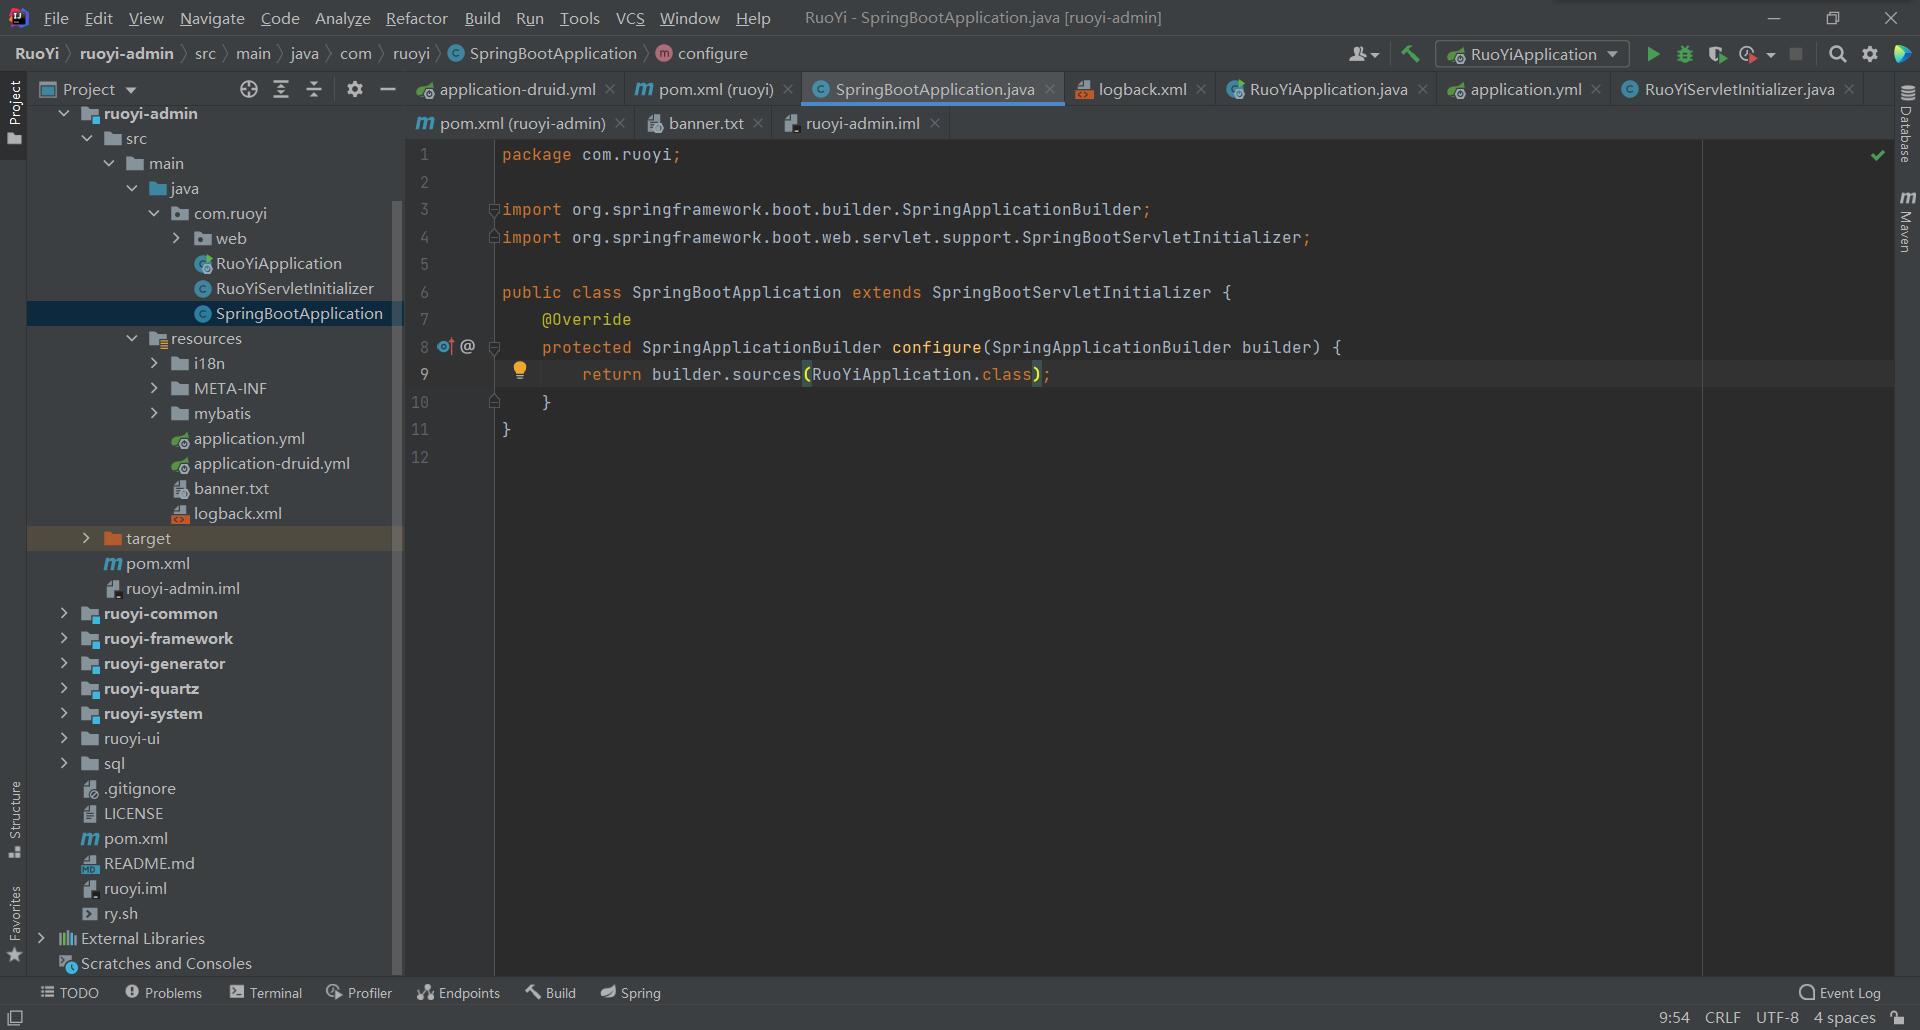 File Edit View Navigate Code Analyze Refactor Build Run Tools VCS Window Help RuoYi - SpringBootApplication.java [ruoyi-admin]
RuoYi ruoyi-admin src main java com ruoyi SpringBootApplication configure RuoYiApplication
Project
application-druid.yml pom.xml (ruoyi) SpringBootApplication.java logback.xml RuoYiApplication.java application.yml RuoYiServletInitializer.java
pom.xml (ruoyi-admin) banner.txt ruoyi-admin.iml
Project
Structure
Favorites
ruoyi-admin
src
main
java
com.ruoyi
web
RuoYiApplication
RuoYiServletInitializer
SpringBootApplication
resources
i18n
META-INF
mybatis
application.yml
application-druid.yml
banner.txt
logback.xml
target
pom.xml
ruoyi-admin.iml
ruoyi-common
ruoyi-framework
ruoyi-generator
ruoyi-quartz
ruoyi-system
ruoyi-ui
sql
.gitignore
LICENSE
pom.xml
README.md
ruoyi.iml
ry.sh
External Libraries
Scratches and Consoles
1 package com.ruoyi;
2
3 import org.springframework.boot.builder.SpringApplicationBuilder;
4 import org.springframework.boot.web.servlet.support.SpringBootServletInitializer;
5
6 public class SpringBootApplication extends SpringBootServletInitializer {
7 @Override
8 @ protected SpringApplicationBuilder configure(SpringApplicationBuilder builder) {
9 return builder.sources(RuoYiApplication.class);
10 }
11 }
12
Database
Maven
TODO Problems Terminal Profiler Endpoints Build Spring Event Log
9:54 CRLF UTF-8 4 spaces